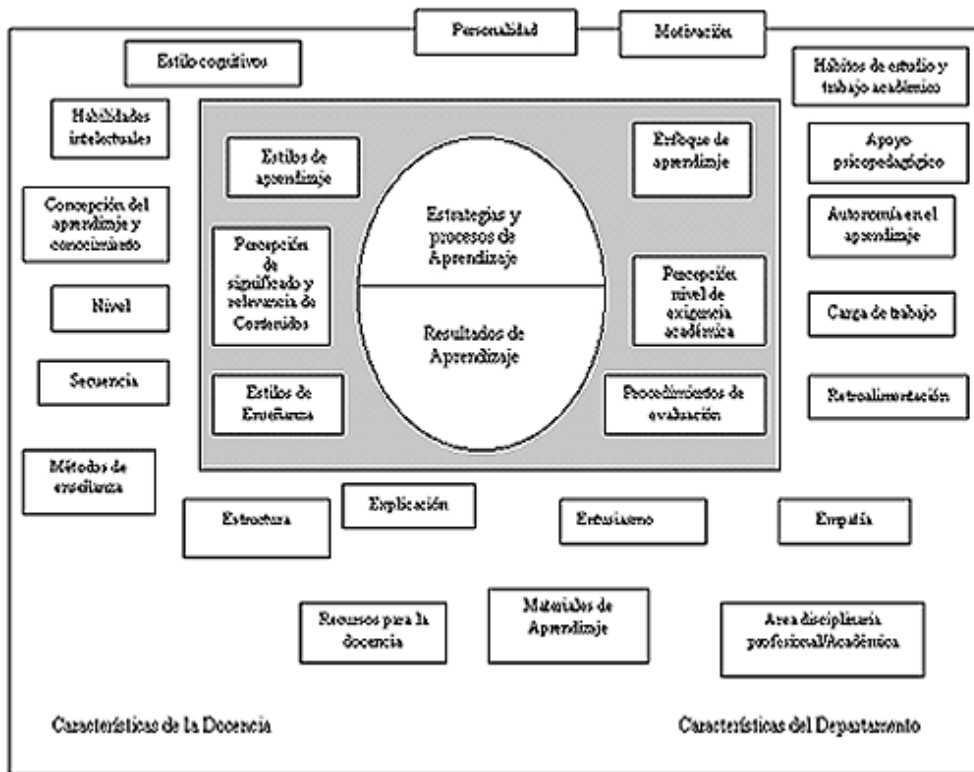 Personalidad
Motivación
Estilo cognitivos
Hábitos de estudio y
trabajo académico
Habilidades
intelectuales
Estilos de
aprendizaje
Enfoque de
aprendizaje
Apoyo
psicopedagógico
Concepción del
aprendizaje y
conocimiento
Estrategias y
procesos de
Aprendizaje
Autonomía en el
aprendizaje
Percepción
de
significado y
relevancia de
Contenidos
Percepción
nivel de
exigencia
académica
Nivel
Carga de trabajo
Resultados de
Aprendizaje
Secuencia
Estilos de
Enseñanza
Procedimientos de
evaluación
Retroalimentación
Métodos de
enseñanza
Estructura
Explicación
Entusiasmo
Empatía
Recursos para la
docencia
Materiales de
Aprendizaje
Area disciplinaria
profesional/Académica
Características de la Docencia
Características del Departamento